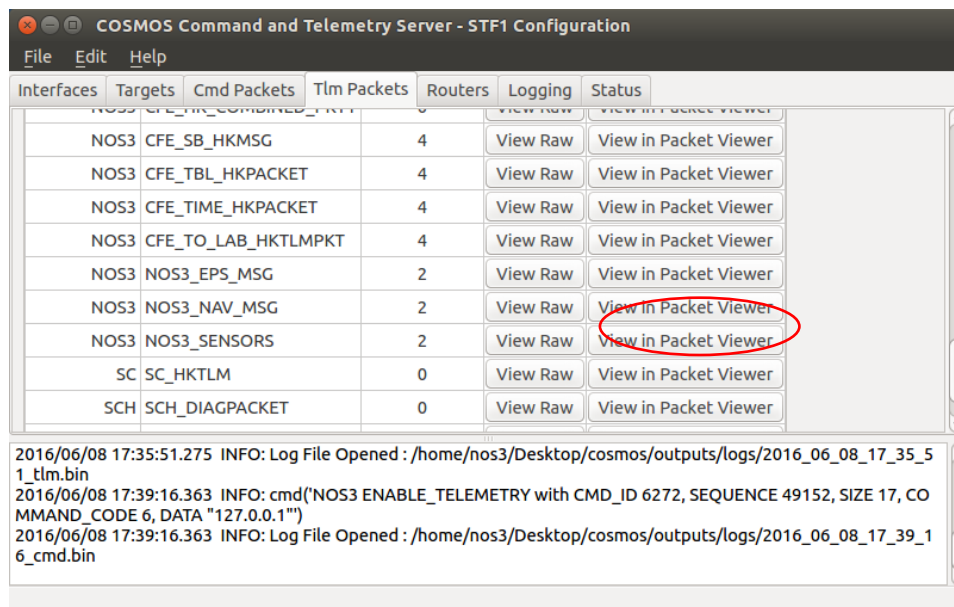 COSMOS Command and Telemetry Server - STF1 Configuration
File Edit Help
Interfaces Targets Cmd Packets Tlm Packets Routers Logging Status
NOS3 CFE_SB_HKMSG 4 View Raw View in Packet Viewer
NOS3 CFE_TBL_HKPACKET 4 View Raw View in Packet Viewer
NOS3 CFE_TIME_HKPACKET 4 View Raw View in Packet Viewer
NOS3 CFE_TO_LAB_HKTLMPKT 4 View Raw View in Packet Viewer
NOS3 NOS3_EPS_MSG 2 View Raw View in Packet Viewer
NOS3 NOS3_NAV_MSG 2 View Raw View in Packet Viewer
NOS3 NOS3_SENSORS 2 View Raw View in Packet Viewer
SC SC_HKTLM 0 View Raw View in Packet Viewer
SCH SCH_DIAGPACKET 0 View Raw View in Packet Viewer
2016/06/08 17:35:51.275 INFO: Log File Opened : /home/nos3/Desktop/cosmos/outputs/logs/2016_06_08_17_35_5
1_tlm.bin
2016/06/08 17:39:16.363 INFO: cmd('NOS3 ENABLE_TELEMETRY with CMD_ID 6272, SEQUENCE 49152, SIZE 17, CO
MMAND_CODE 6, DATA "127.0.0.1"')
2016/06/08 17:39:16.363 INFO: Log File Opened : /home/nos3/Desktop/cosmos/outputs/logs/2016_06_08_17_39_1
6_cmd.bin